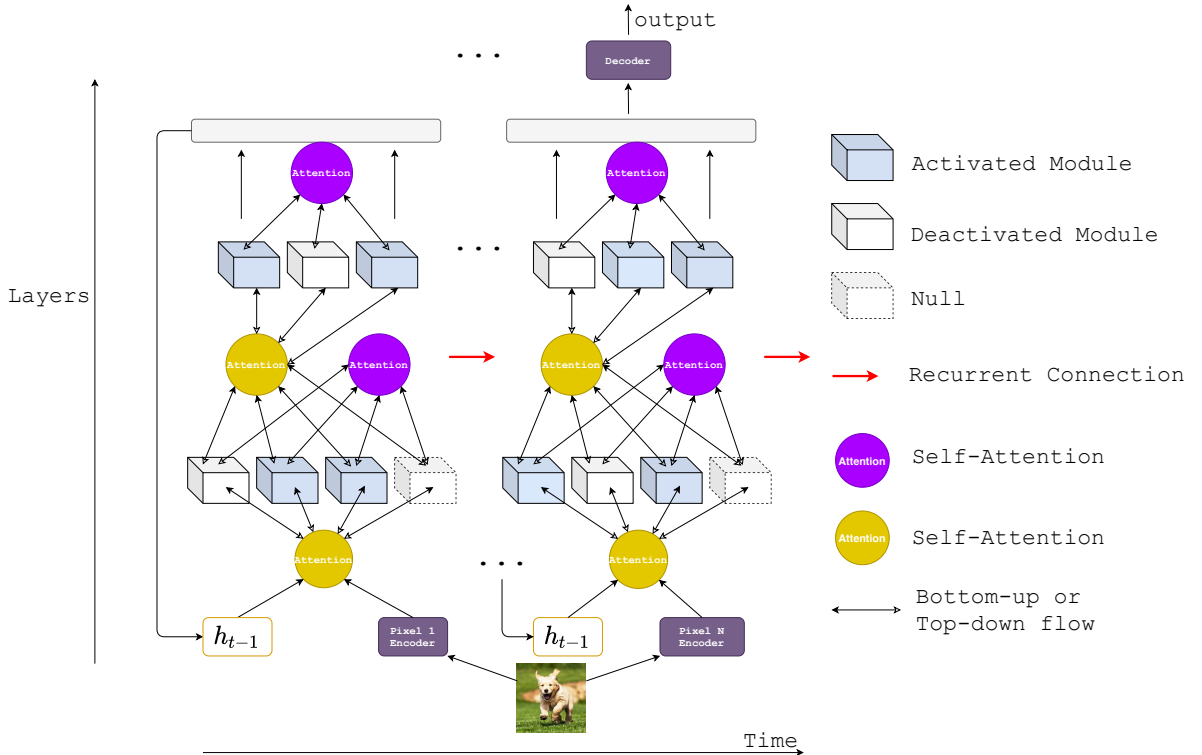 output
Decoder
Attention
Attention
Activated Module
Deactivated Module
Layers
Null
Attention
Attention
Attention
Attention
Recurrent Connection
Attention
Self-Attention
Attention
Self-Attention
Attention
Attention
Bottom-up or
Top-down flow
h_{t−1}
Pixel 1
Encoder
h_{t−1}
Pixel N
Encoder
Time